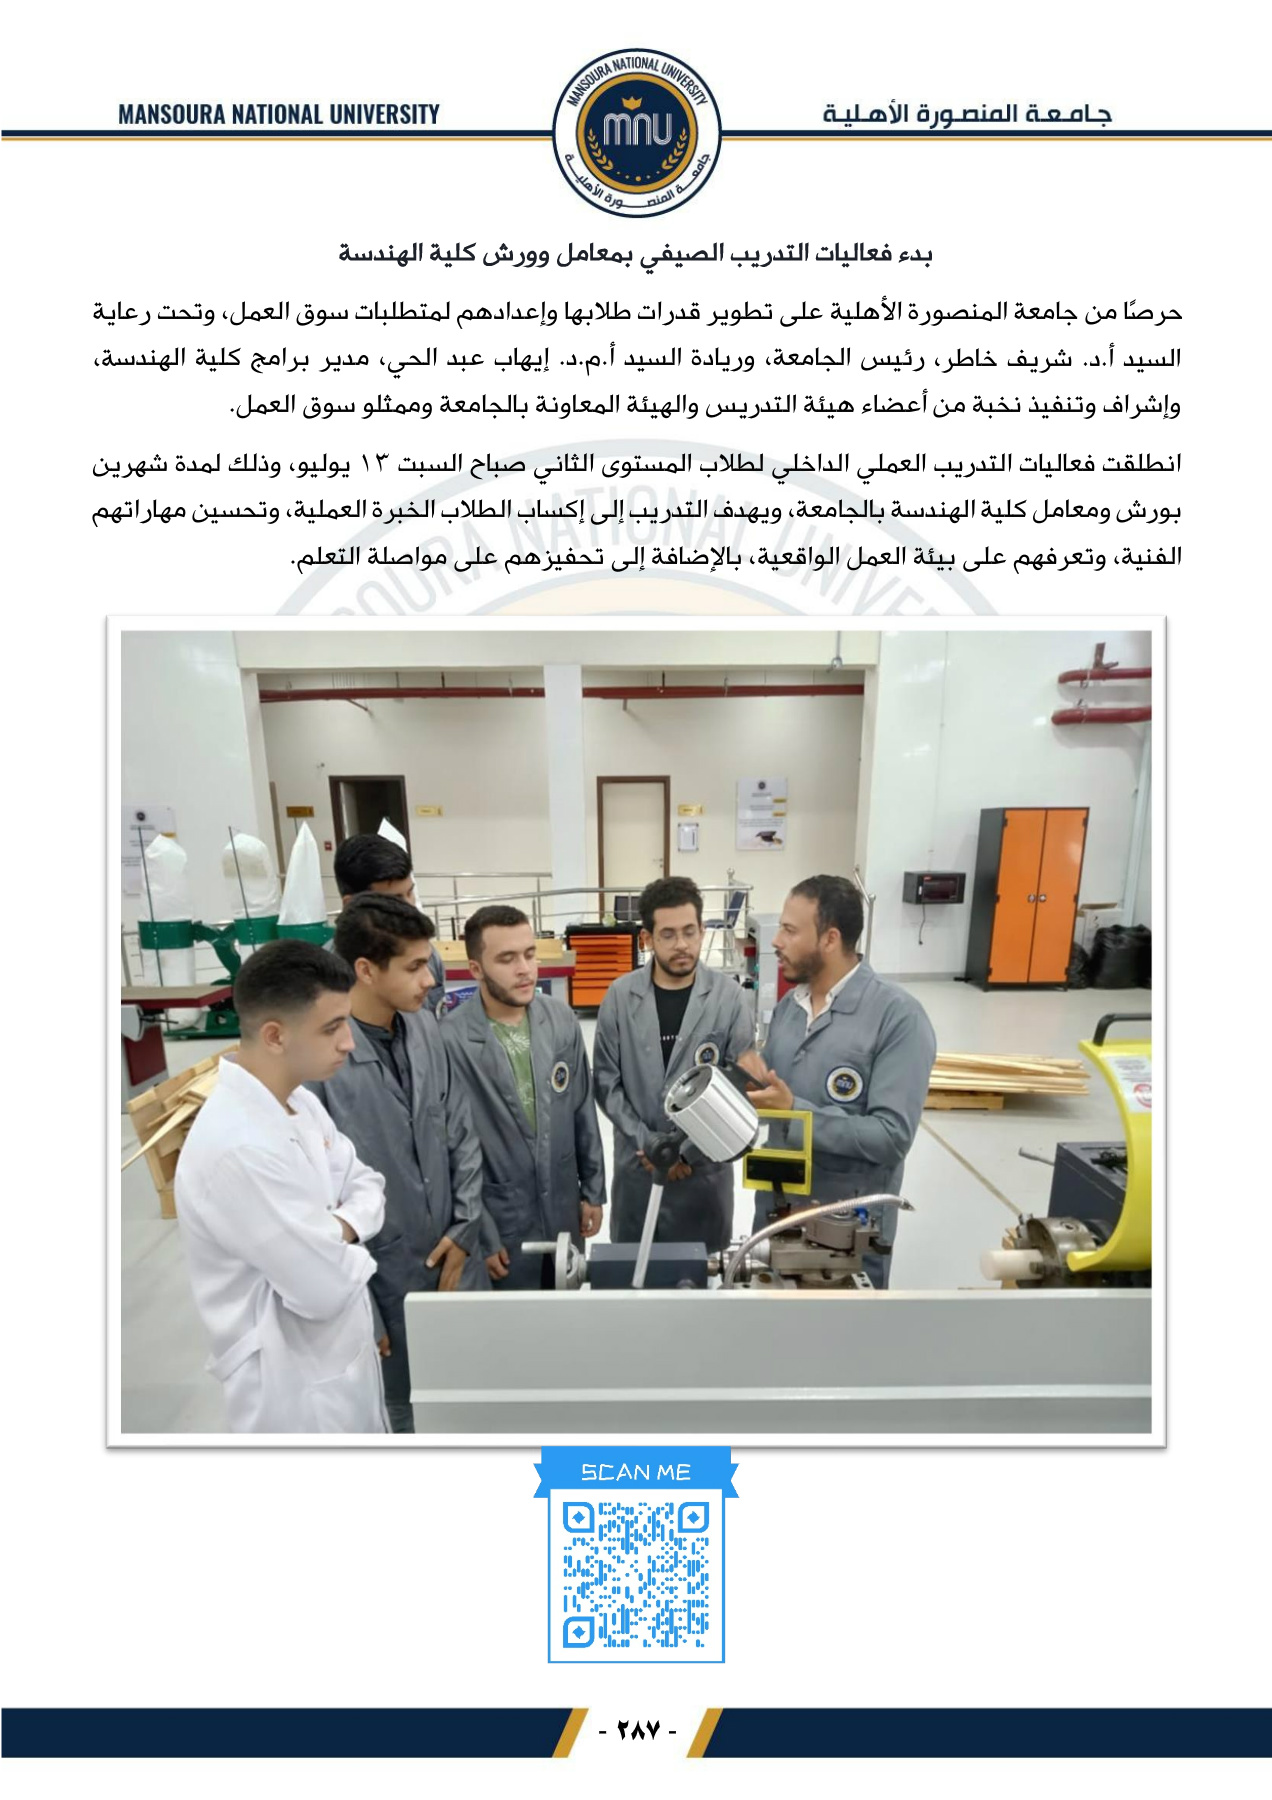 MANSOURA NATIONAL UNIVERSITY
جامعة المنصورة الأهلية
MANSOURA NATIONAL UNIVERSITY
mnu
جامعة المنصورة الأهلية
بدء فعاليات التدريب الصيفي بمعامل وورش كلية الهندسة
حرصًا من جامعة المنصورة الأهلية على تطوير قدرات طلابها وإعدادهم لمتطلبات سوق العمل، وتحت رعاية
السيد أ.د. شريف خاطر، رئيس الجامعة، وريادة السيد أ.م.د. إيهاب عبد الحي، مدير برامج كلية الهندسة،
وإشراف وتنفيذ نخبة من أعضاء هيئة التدريس والهيئة المعاونة بالجامعة وممثلو سوق العمل.
انطلقت فعاليات التدريب العملي الداخلي لطلاب المستوى الثاني صباح السبت ١٣ يوليو، وذلك لمدة شهرين
بورش ومعامل كلية الهندسة بالجامعة، ويهدف التدريب إلى إكساب الطلاب الخبرة العملية، وتحسين مهاراتهم
الفنية، وتعرفهم على بيئة العمل الواقعية، بالإضافة إلى تحفيزهم على مواصلة التعلم.
mnu
SCAN ME
- ٢٨٧ -